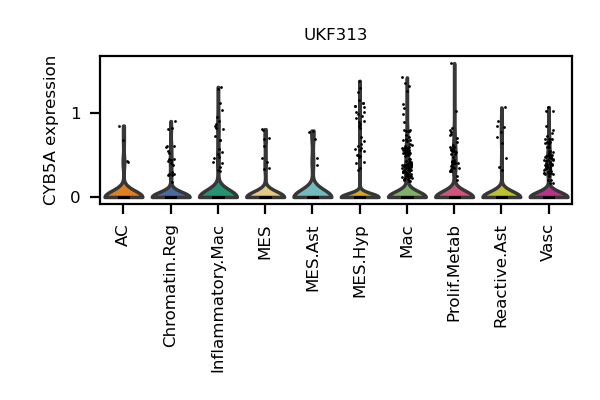 UKF313
CYB5A expression
1
0
AC
Chromatin.Reg
Inflammatory.Mac
MES
MES.Ast
MES.Hyp
Mac
Prolif.Metab
Reactive.Ast
Vasc